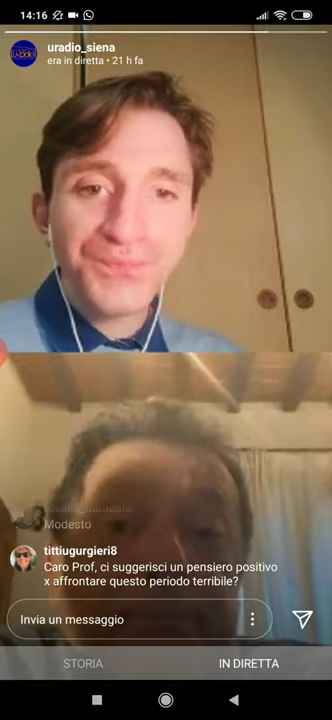 14:16
uradio_siena
era in diretta • 21 h fa
Modesto
tittiugurgieri8
Caro Prof, ci suggerisci un pensiero positivo
x affrontare questo periodo terribile?
Invia un messaggio
STORIA IN DIRETTA